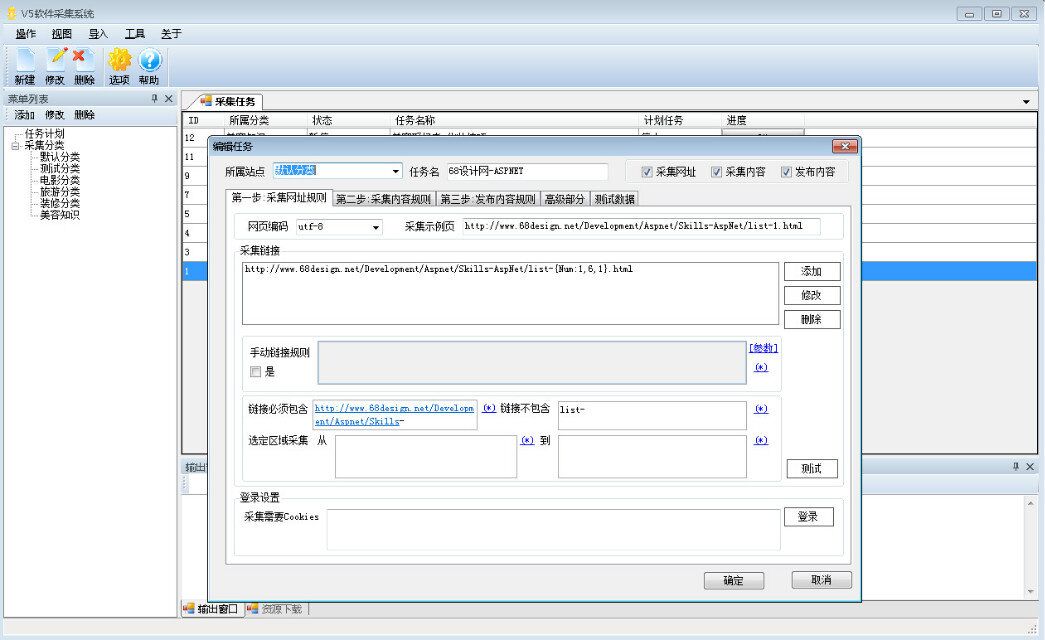 V5软件采集系统
操作 视图 导入 工具 关于
新建 修改 删除 选项 帮助
菜单列表
添加 修改 删除
任务计划
采集分类
默认分类
测试分类
电影分类
旅游分类
装修分类
美容知识
采集任务
ID 所属分类 状态 任务名称 计划任务 进度
12
11
9
7
5
4
3
1
编辑任务
所属站点 默认分类 任务名 68设计网-ASPNET 采集网址 采集内容 发布内容
第一步:采集网址规则 第二步:采集内容规则 第三步:发布内容规则 高级部分 测试数据
网页编码 utf-8 采集示例页 http://www.68design.net/Development/Aspnet/Skills-AspNet/list-1.html
采集链接
http://www.68design.net/Development/Aspnet/Skills-AspNet/list-{Num:1,6,1}.html
添加
修改
删除
手动链接规则 [参数]
是 (*)
链接必须包含 http://www.68design.net/Developm (*) 链接不包含 list- (*)
ent/Aspnet/Skills-
选定区域采集 从 (*) 到 (*)
测试
登录设置
采集需要Cookies 登录
确定 取消
输出窗口 资源下载